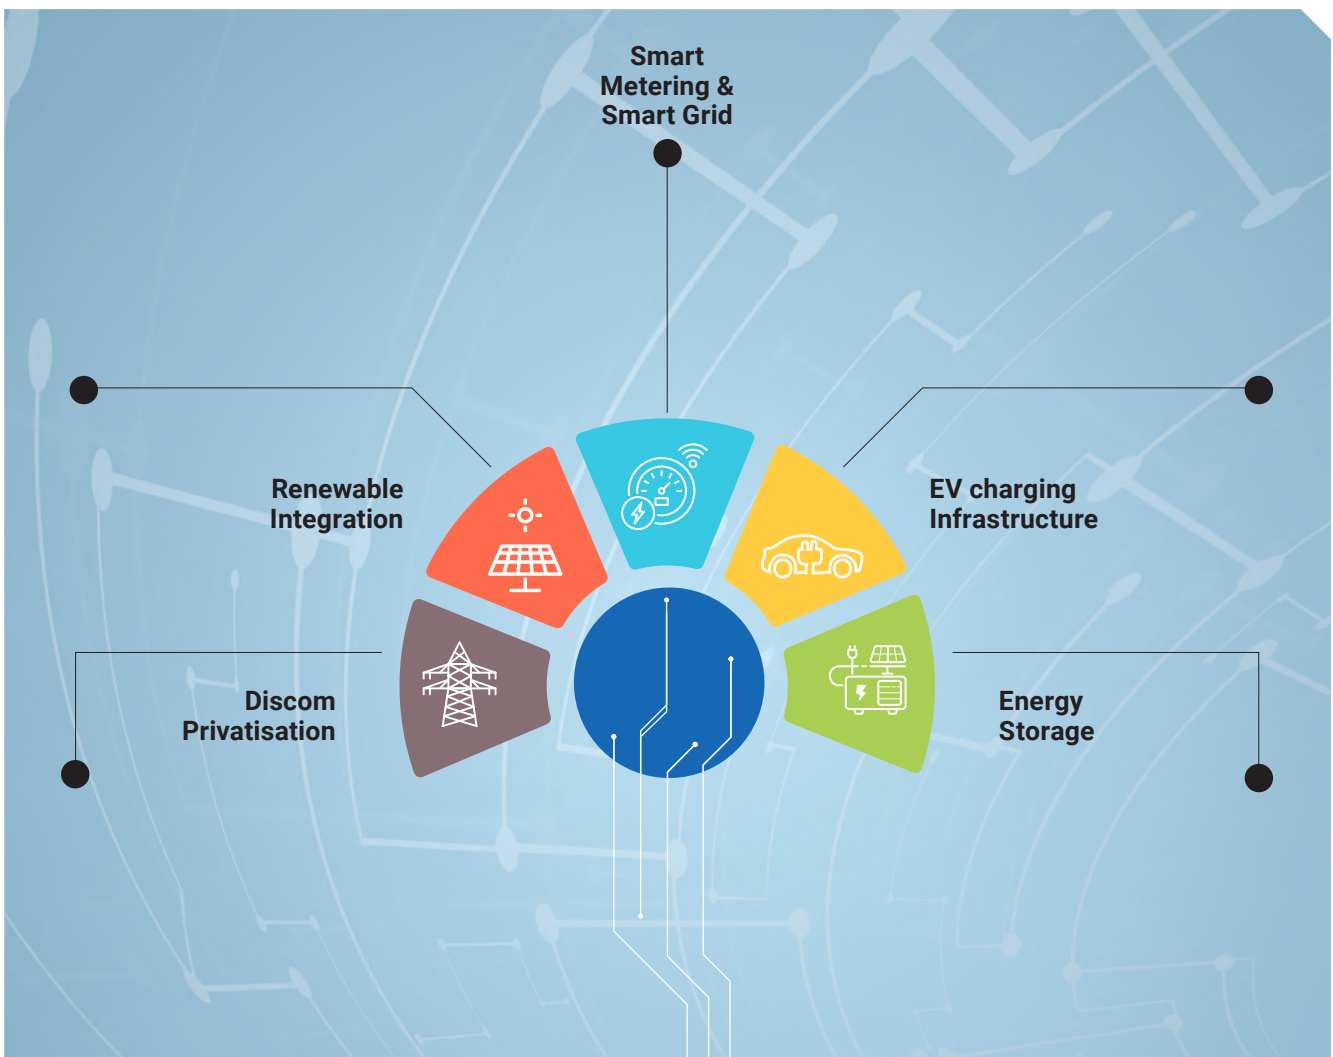 Smart
Metering &
Smart Grid
Renewable
Integration
EV charging
Infrastructure
Discom
Privatisation
Energy
Storage